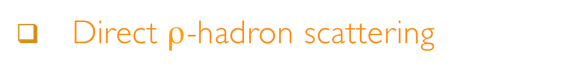 ❑ Direct ρ-hadron scattering